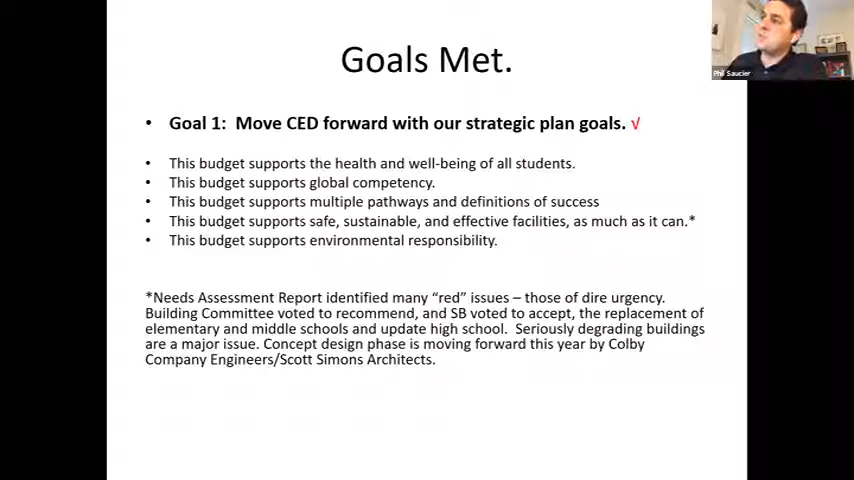 Goals Met.
Phil Saucier
• Goal 1: Move CED forward with our strategic plan goals. √
• This budget supports the health and well-being of all students.
• This budget supports global competency.
• This budget supports multiple pathways and definitions of success
• This budget supports safe, sustainable, and effective facilities, as much as it can.*
• This budget supports environmental responsibility.
*Needs Assessment Report identified many “red” issues – those of dire urgency.
Building Committee voted to recommend, and SB voted to accept, the replacement of
elementary and middle schools and update high school. Seriously degrading buildings
are a major issue. Concept design phase is moving forward this year by Colby
Company Engineers/Scott Simons Architects.